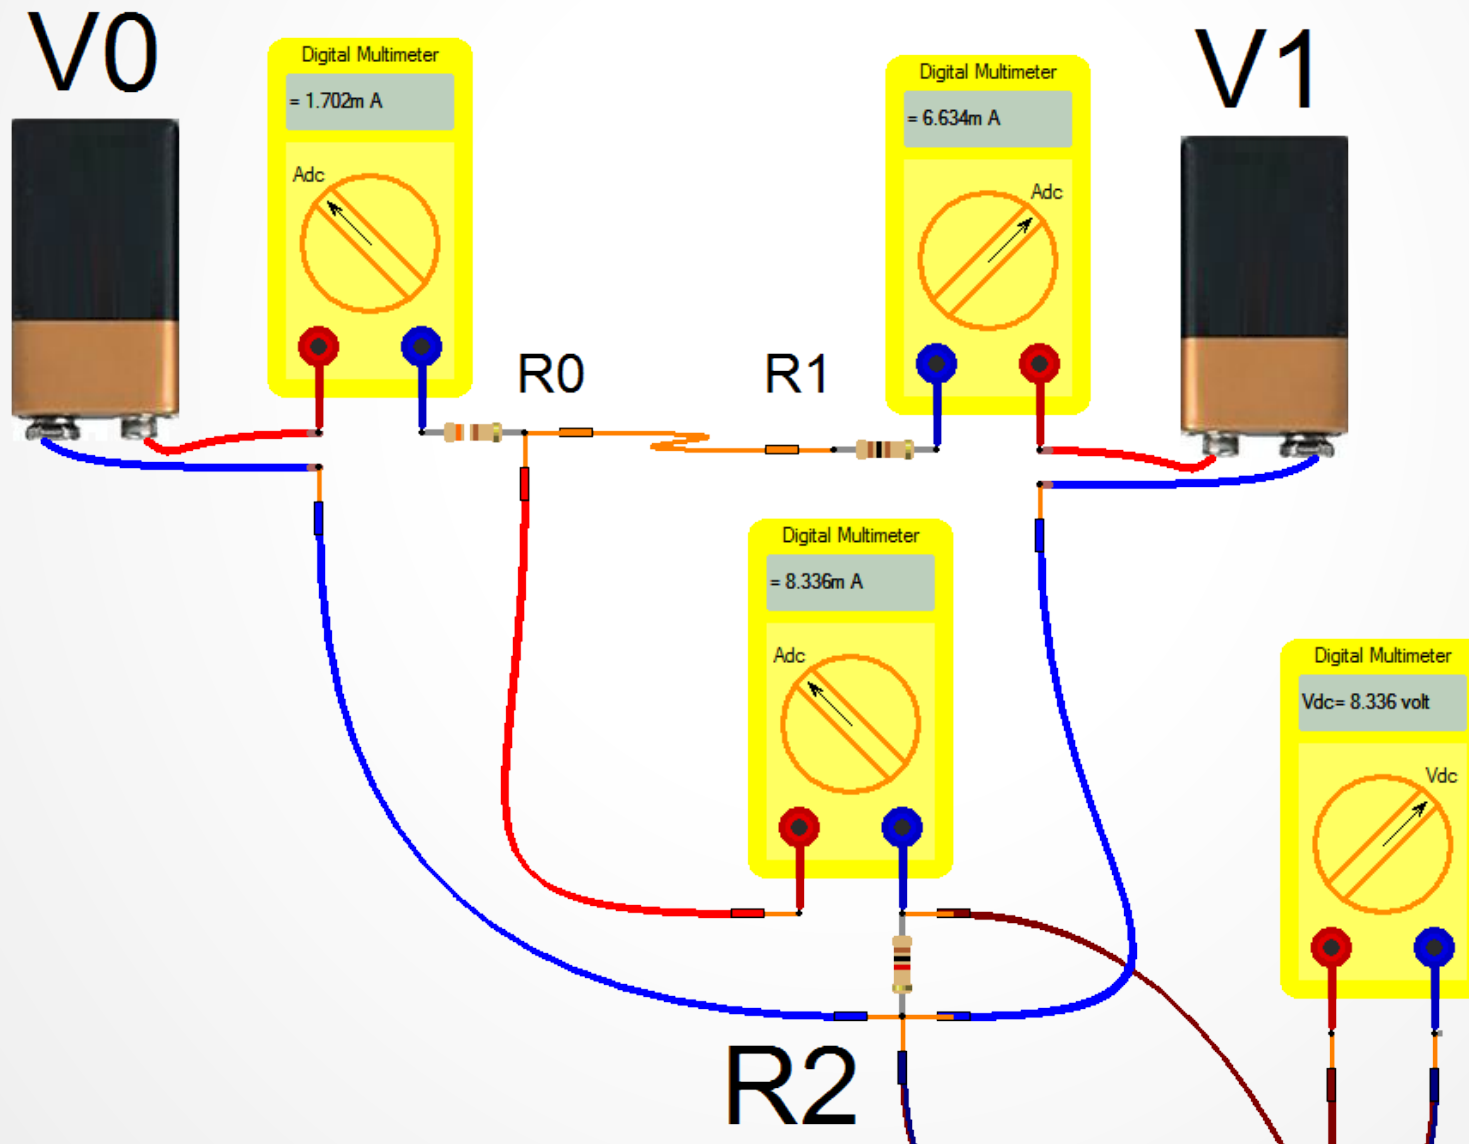 V0
Digital Multimeter
= 1.702m A
Adc
Digital Multimeter
= 6.634m A
Adc
V1
R0
R1
Digital Multimeter
= 8.336m A
Adc
Digital Multimeter
Vdc= 8.336 volt
Vdc
R2